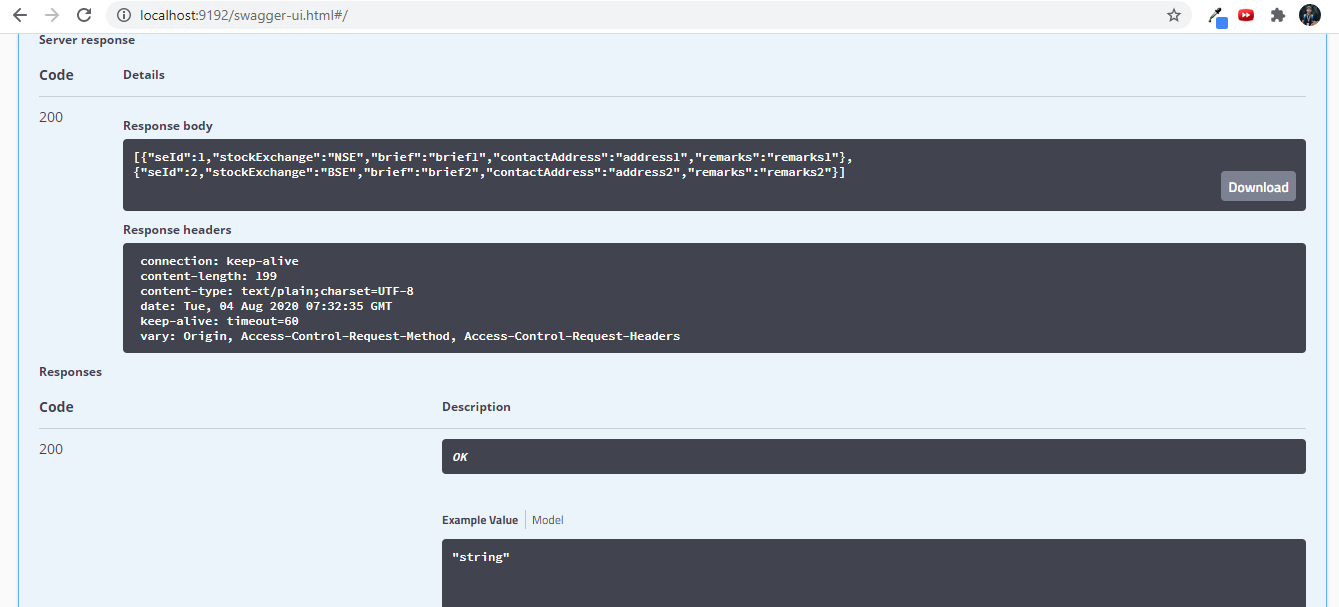 localhost:9192/swagger-ui.html#/
Server response
Code Details
200
Response body
[{"seId":1,"stockExchange":"NSE","brief":"brief1","contactAddress":"address1","remarks":"remarks1"},
{"seId":2,"stockExchange":"BSE","brief":"brief2","contactAddress":"address2","remarks":"remarks2"}]
Download
Response headers
connection: keep-alive
content-length: 199
content-type: text/plain;charset=UTF-8
date: Tue, 04 Aug 2020 07:32:35 GMT
keep-alive: timeout=60
vary: Origin, Access-Control-Request-Method, Access-Control-Request-Headers
Responses
Code Description
200
OK
Example Value Model
"string"